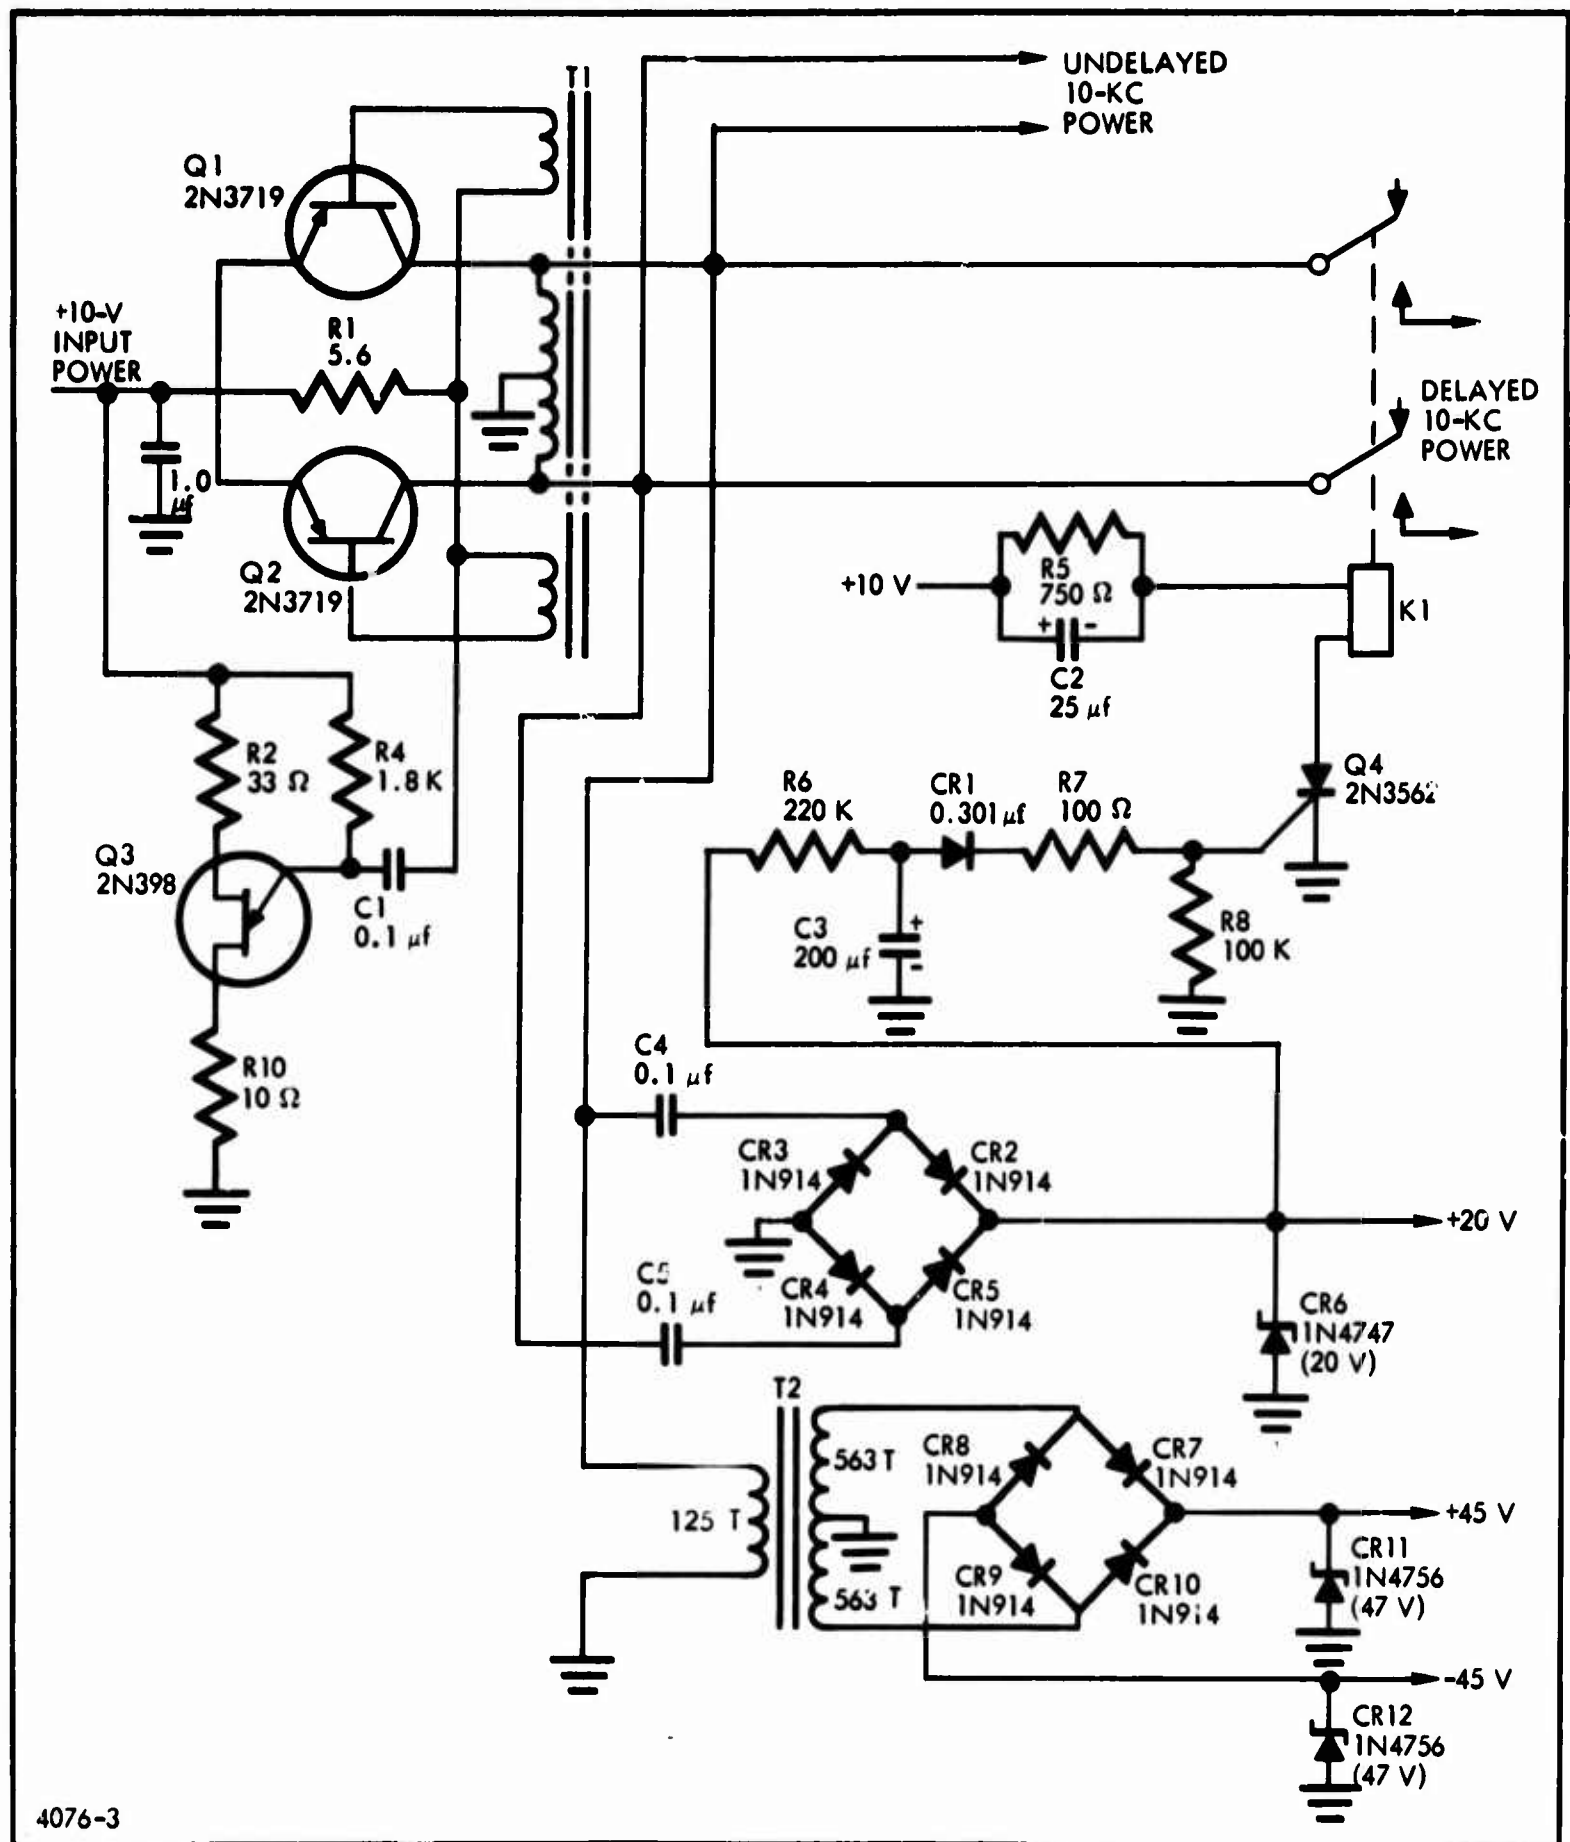 T1
UNDELAYED
10-KC
POWER
Q1
2N3719
+10-V
INPUT
POWER
R1
5.6
1.0
μf
Q2
2N3719
DELAYED
10-KC
POWER
+10 V
R5
750 Ω
+ -
C2
25 μf
K1
R2
33 Ω
R4
1.8 K
Q3
2N398
C1
0.1 μf
R6
220 K
CR1
0.301 μf
R7
100 Ω
Q4
2N3562
C3
200 μf
+
-
R8
100 K
R10
10 Ω
C4
0.1 μf
CR3
1N914
CR2
1N914
+20 V
C5
0.1 μf
CR4
1N914
CR5
1N914
CR6
1N4747
(20 V)
T2
125 T
563 T
563 T
CR8
1N914
CR7
1N914
+45 V
CR9
1N914
CR10
1N914
CR11
1N4756
(47 V)
-45 V
CR12
1N4756
(47 V)
4076-3